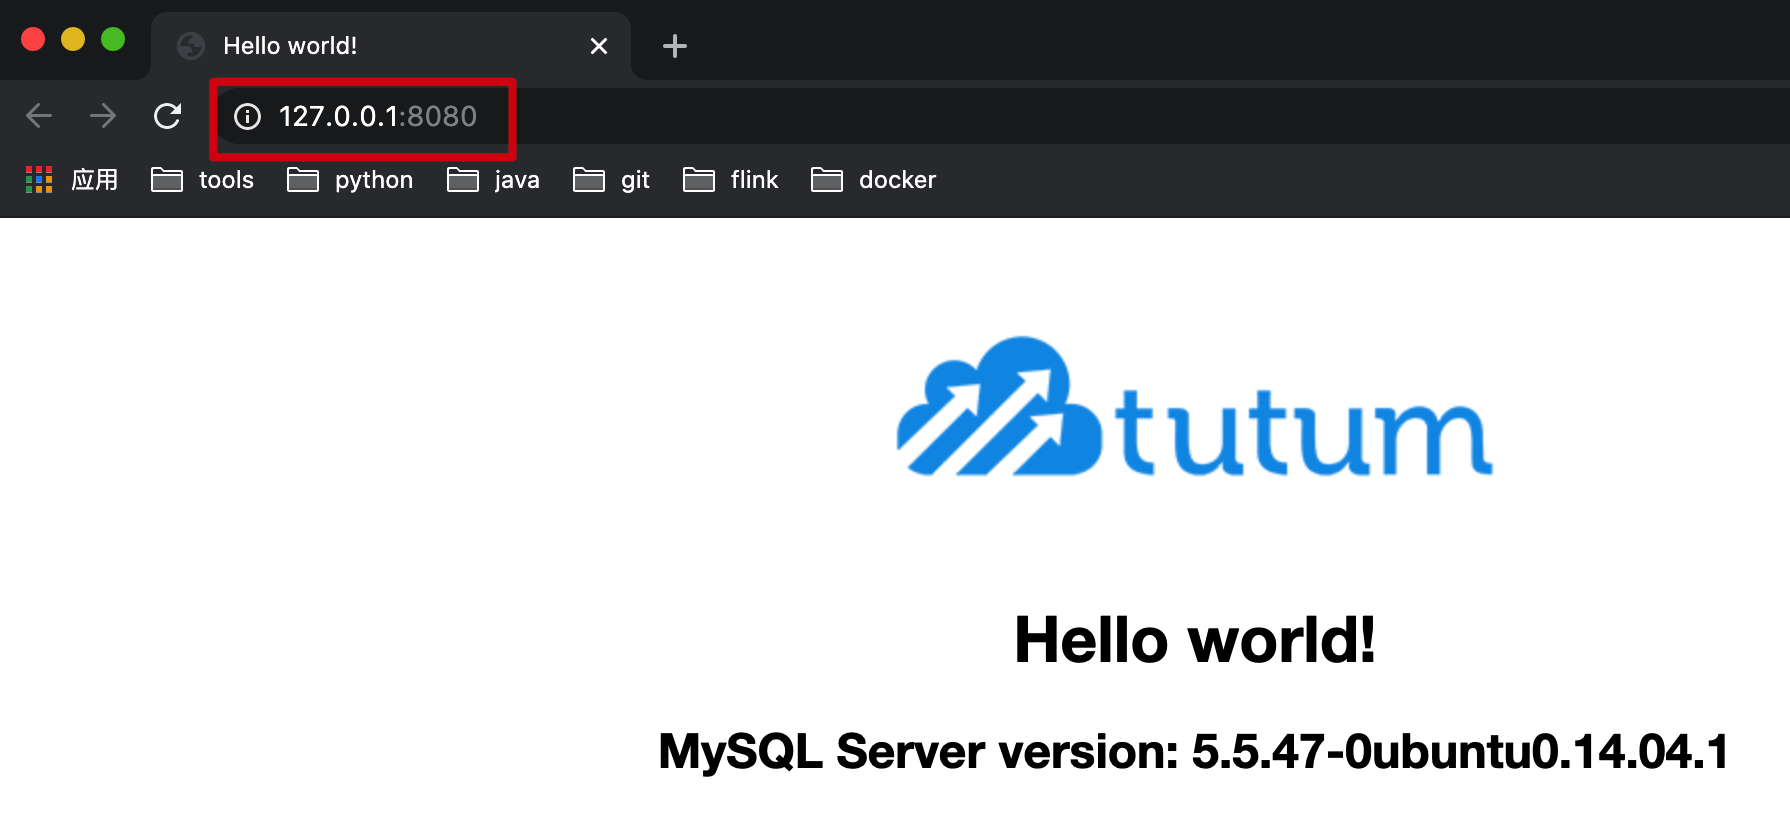 Hello world!
127.0.0.1:8080
应用 tools python java git flink docker
tutum
Hello world!
MySQL Server version: 5.5.47-0ubuntu0.14.04.1